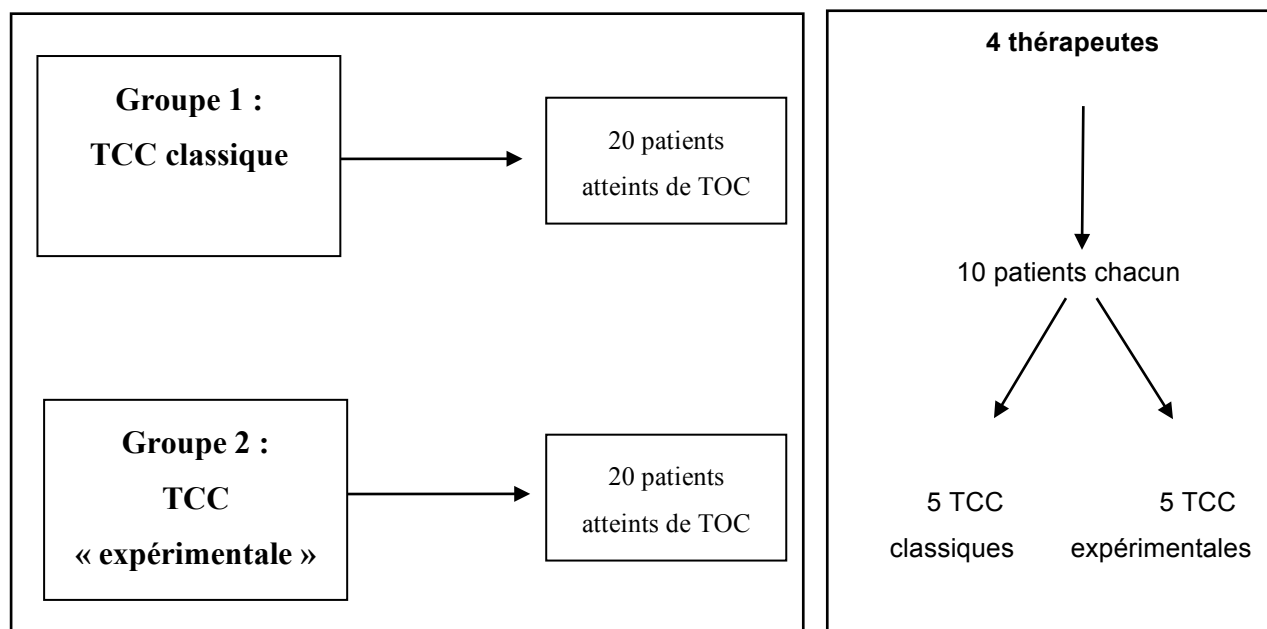 Groupe 1 :
TCC classique
20 patients
atteints de TOC
Groupe 2 :
TCC
« expérimentale »
20 patients
atteints de TOC
4 thérapeutes
10 patients chacun
5 TCC
classiques
5 TCC
expérimentales